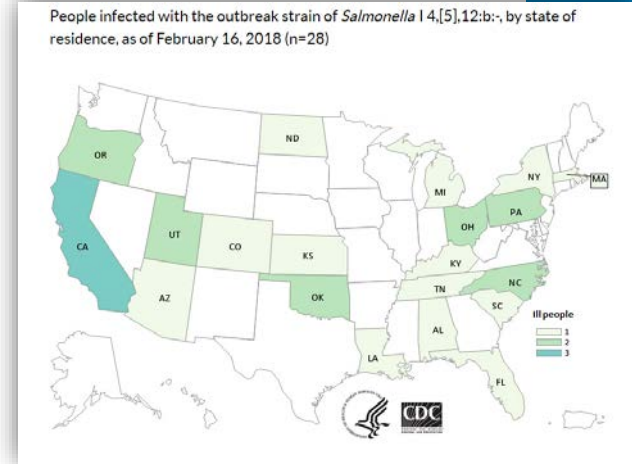 People infected with the outbreak strain of Salmonella I 4,[5],12:b:-, by state of
residence, as of February 16, 2018 (n=28)
ND
OR
MI
NY
MA
PA
OH
UT
CO
CA
KS
KY
NC
TN
OK
AZ
SC
AL
LA
FL
Ill people
1
2
3
CDC